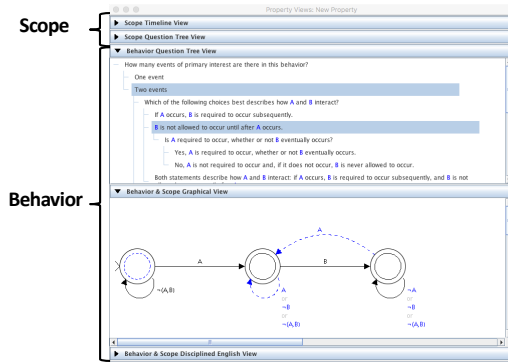 Property Views: New Property
Scope
Scope Timeline View
Scope Question Tree View
Behavior
Behavior Question Tree View
How many events of primary interest are there in this behavior?
One event
Two events
Which of the following choices best describes how A and B interact?
If A occurs, B is required to occur subsequently.
B is not allowed to occur until after A occurs.
Is A required to occur, whether or not B eventually occurs?
Yes, A is required to occur, whether or not B eventually occurs.
No, A is not required to occur and, if it does not occur, B is never allowed to occur.
Both statements describe how A and B interact: if A occurs, B is required to occur subsequently, and B is not
Behavior & Scope Graphical View
A
A
B
¬(A,B)
A
or
¬B
or
¬(A,B)
¬A
or
¬B
or
¬(A,B)
Behavior & Scope Disciplined English View